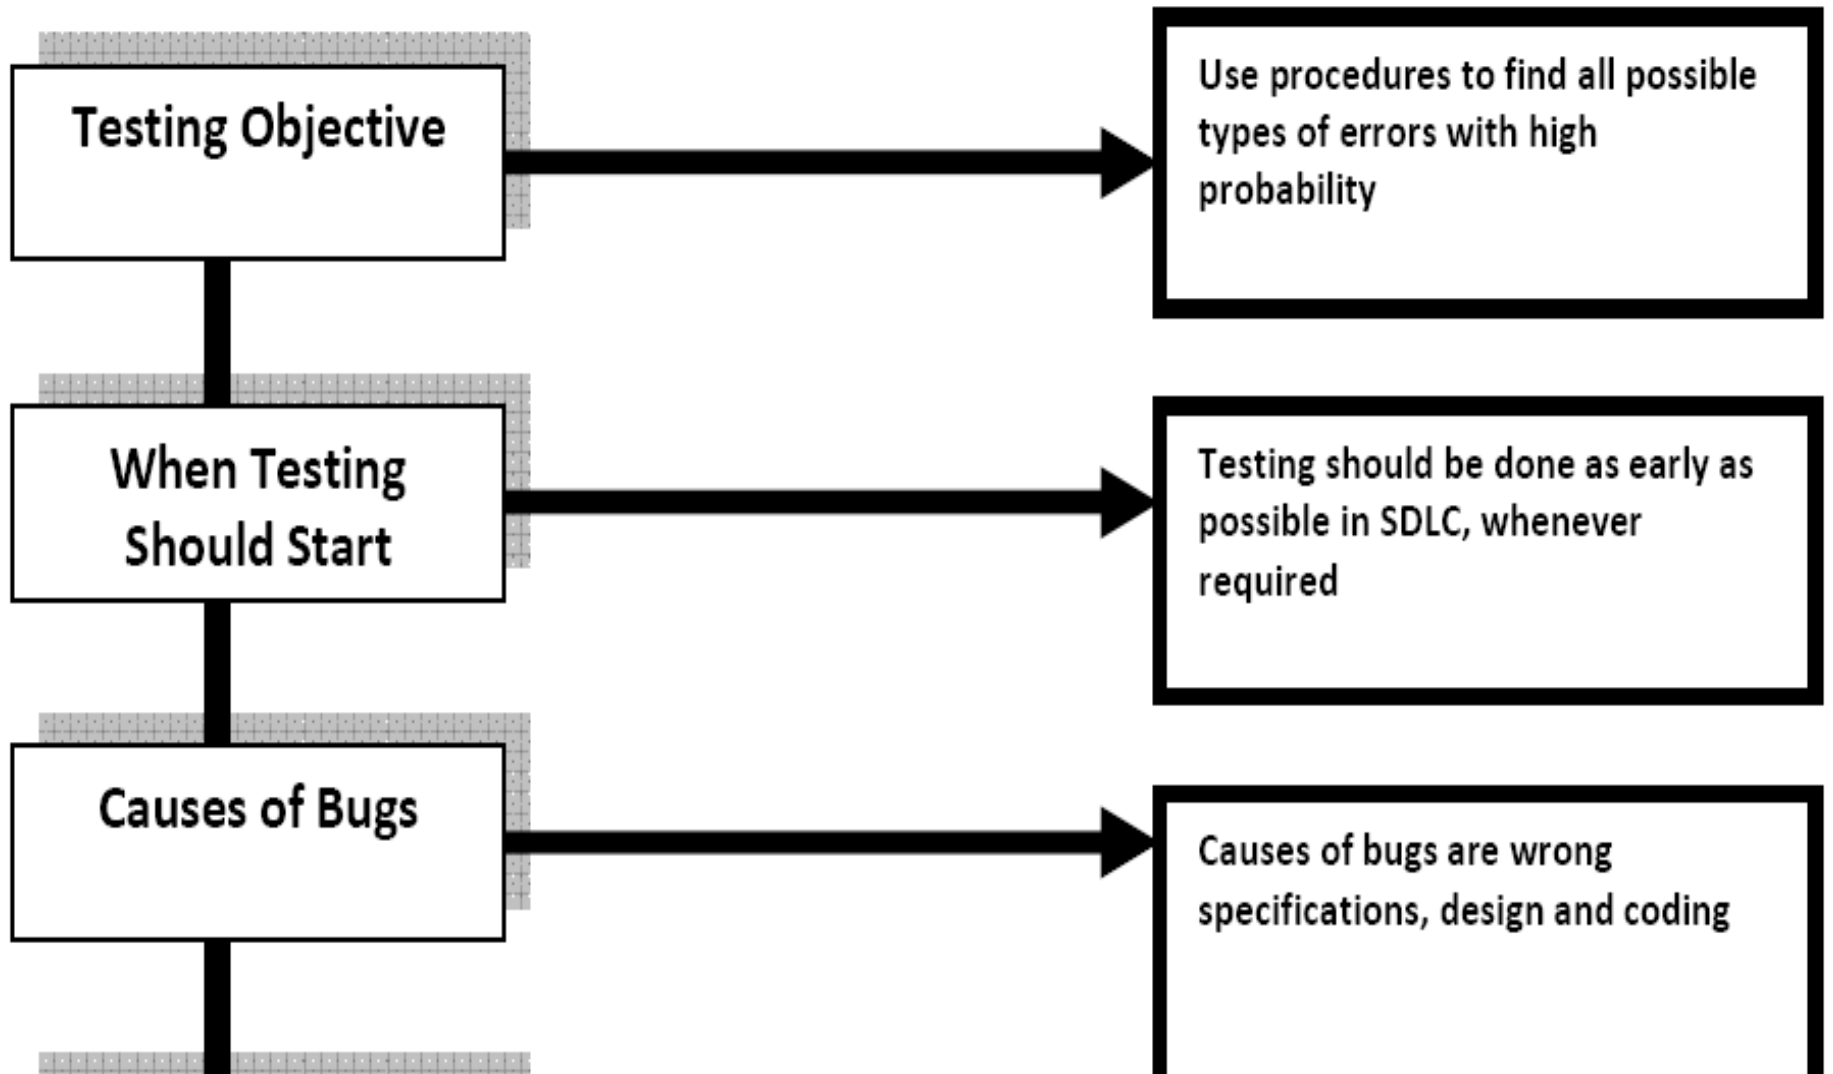 Testing Objective
Use procedures to find all possible
types of errors with high
probability
When Testing
Should Start
Testing should be done as early as
possible in SDLC, whenever
required
Causes of Bugs
Causes of bugs are wrong
specifications, design and coding